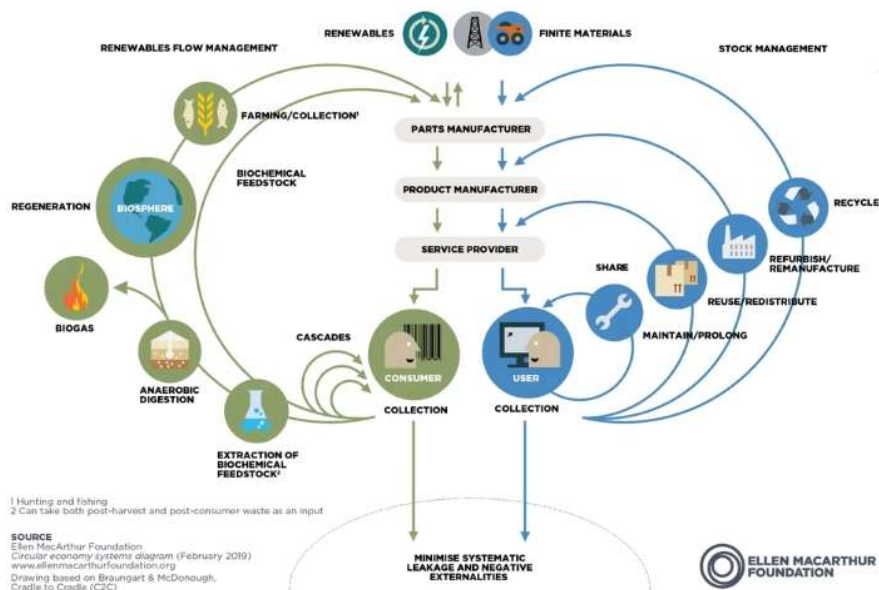 RENEWABLES
FINITE MATERIALS
RENEWABLES FLOW MANAGEMENT
STOCK MANAGEMENT
FARMING/COLLECTION¹
PARTS MANUFACTURER
BIOCHEMICAL
FEEDSTOCK
PRODUCT MANUFACTURER
REGENERATION
BIOSPHERE
RECYCLE
SERVICE PROVIDER
SHARE
REFURBISH/
REMANUFACTURE
REUSE/REDISTRIBUTE
BIOGAS
CASCADES
MAINTAIN/PROLONG
CONSUMER
USER
ANAEROBIC
DIGESTION
COLLECTION
COLLECTION
EXTRACTION OF
BIOCHEMICAL
FEEDSTOCK²
1 Hunting and fishing
2 Can take both post-harvest and post-consumer waste as an input
SOURCE
Ellen MacArthur Foundation
Circular economy systems diagram (February 2019)
www.ellenmacarthurfoundation.org
Drawing based on Braungart & McDonough,
Cradle to Cradle (C2C)
MINIMISE SYSTEMATIC
LEAKAGE AND NEGATIVE
EXTERNALITIES
ELLEN MACARTHUR
FOUNDATION